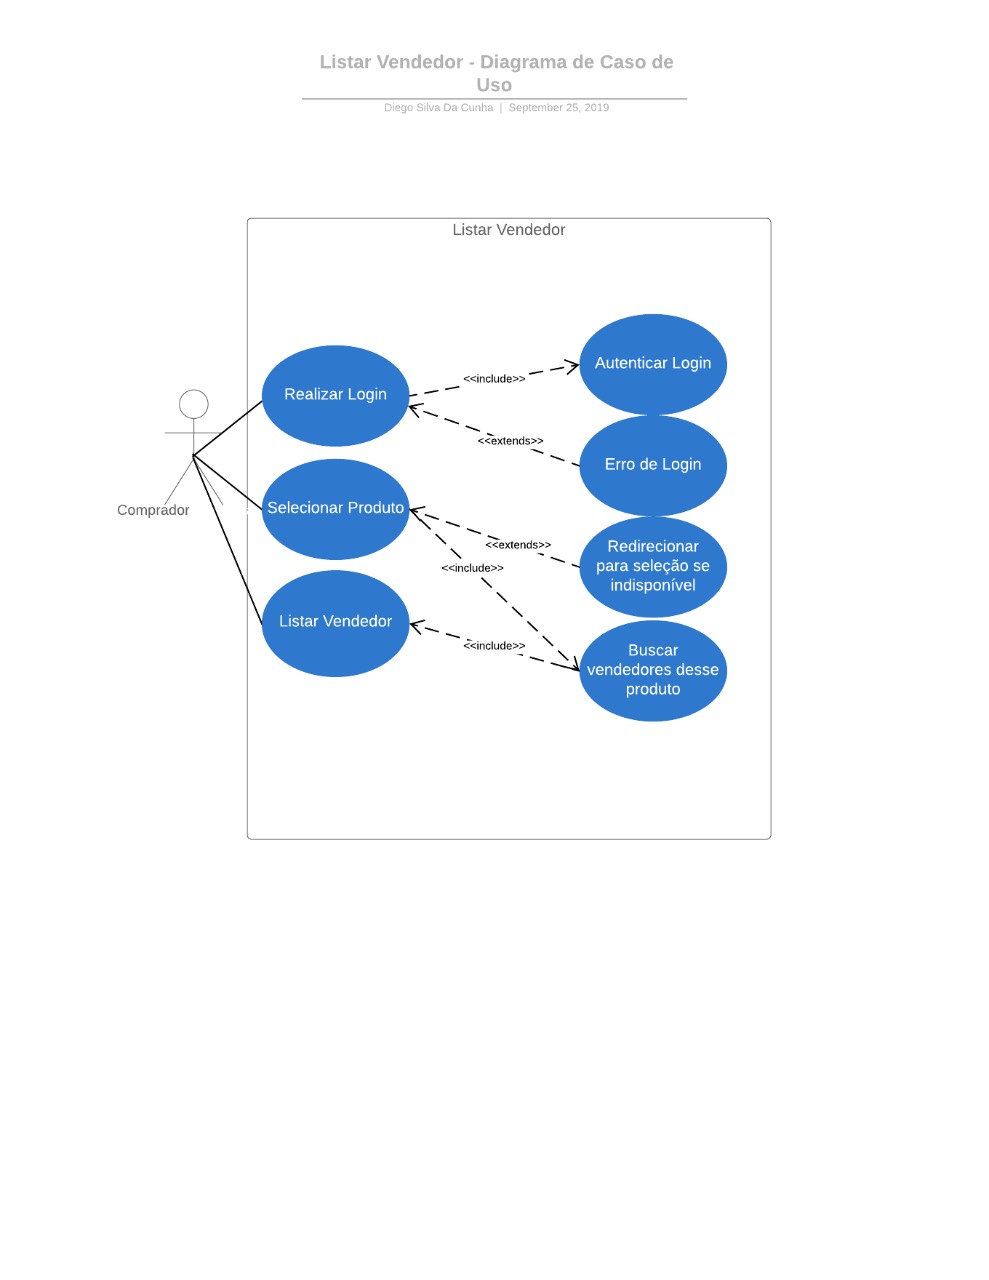 Listar Vendedor - Diagrama de Caso de
Uso
Diego Silva Da Cunha | September 25, 2019
Listar Vendedor
Autenticar Login
<<include>>
Realizar Login
<<extends>>
Erro de Login
Comprador
Selecionar Produto
<<extends>>
Redirecionar
para seleção se
indisponível
<<include>>
Listar Vendedor
<<include>>
Buscar
vendedores desse
produto